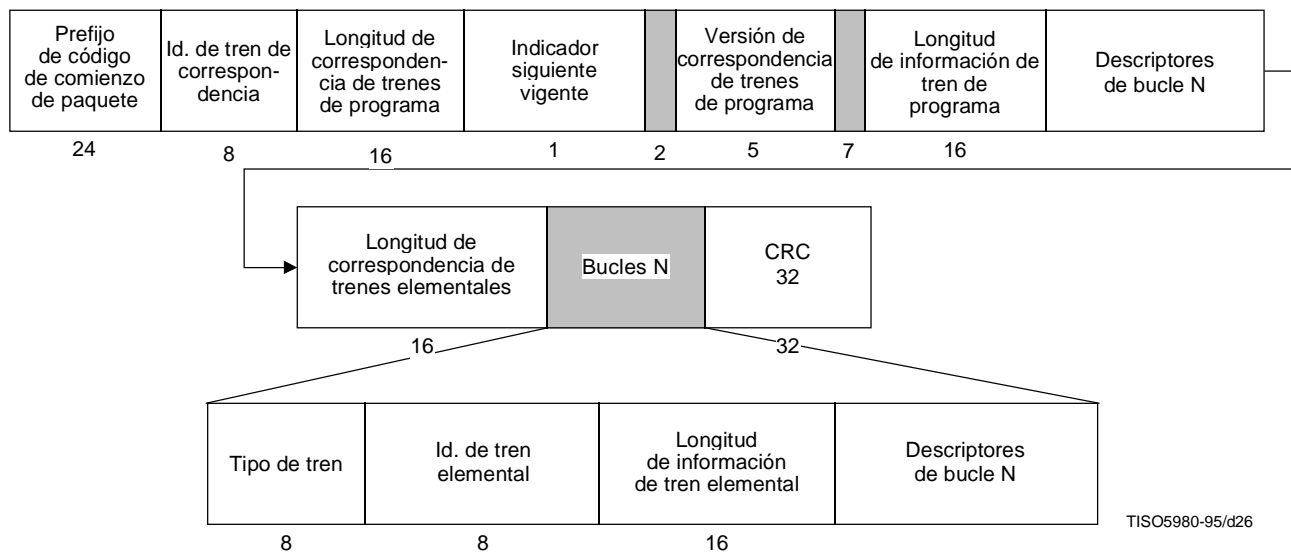 Prefijo
de código
de comienzo
de paquete
Id. de tren de
correspon-
dencia
Longitud de
corresponden-
cia de trenes
de programa
Indicador
siguiente
vigente
Versión de
correspondencia
de trenes
de programa
Longitud
de información de
tren de
programa
Descriptores
de bucle N
24
8
16
1
2
5
7
16
Longitud de
correspondencia de
trenes elementales
Bucles N
CRC
32
16
32
Tipo de tren
Id. de tren
elemental
Longitud
de información
de tren elemental
Descriptores
de bucle N
8
8
16
TISO5980-95/d26